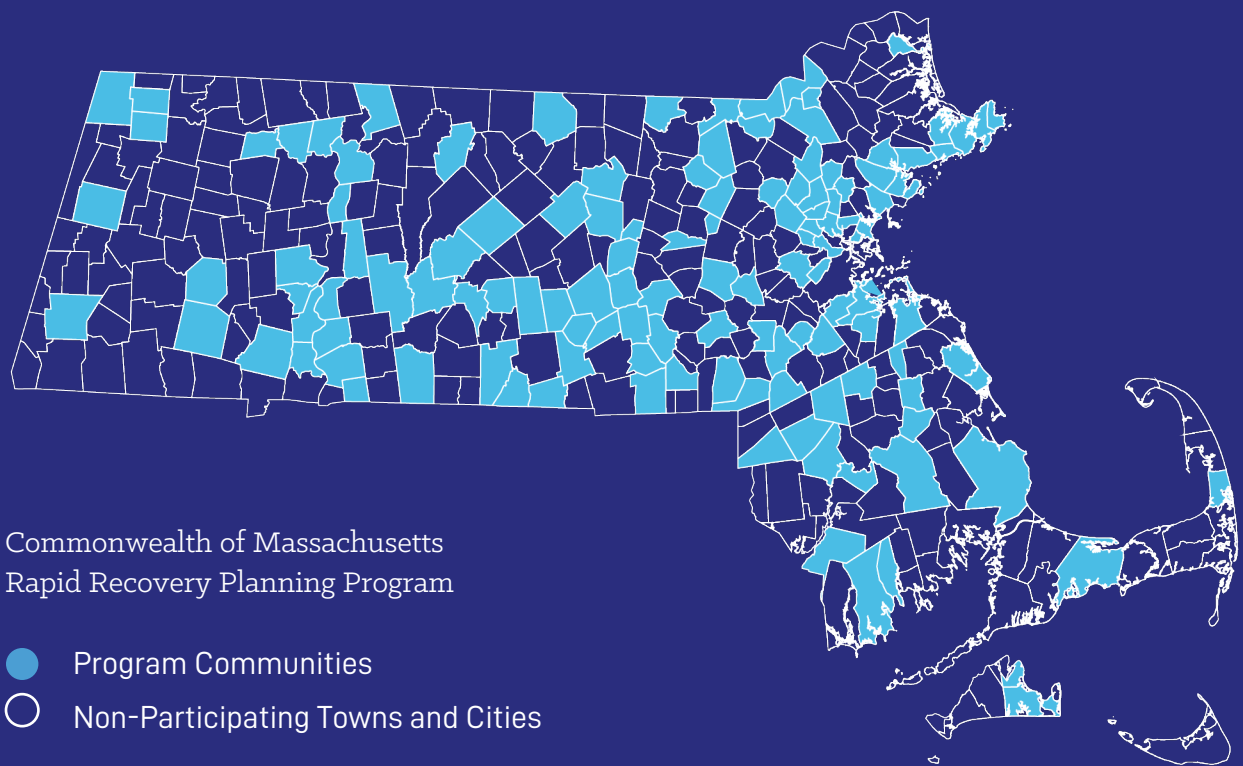 Commonwealth of Massachusetts
Rapid Recovery Planning Program
Program Communities
Non-Participating Towns and Cities